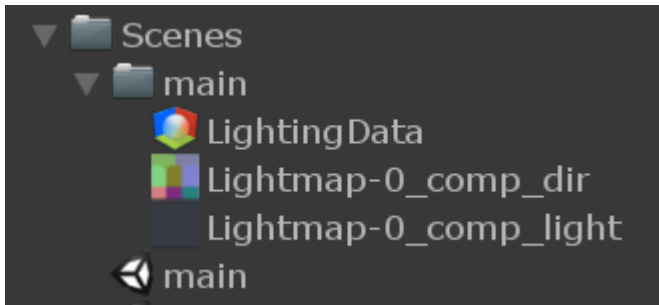 Scenes
main
LightingData
Lightmap-0_comp_dir
Lightmap-0_comp_light
main